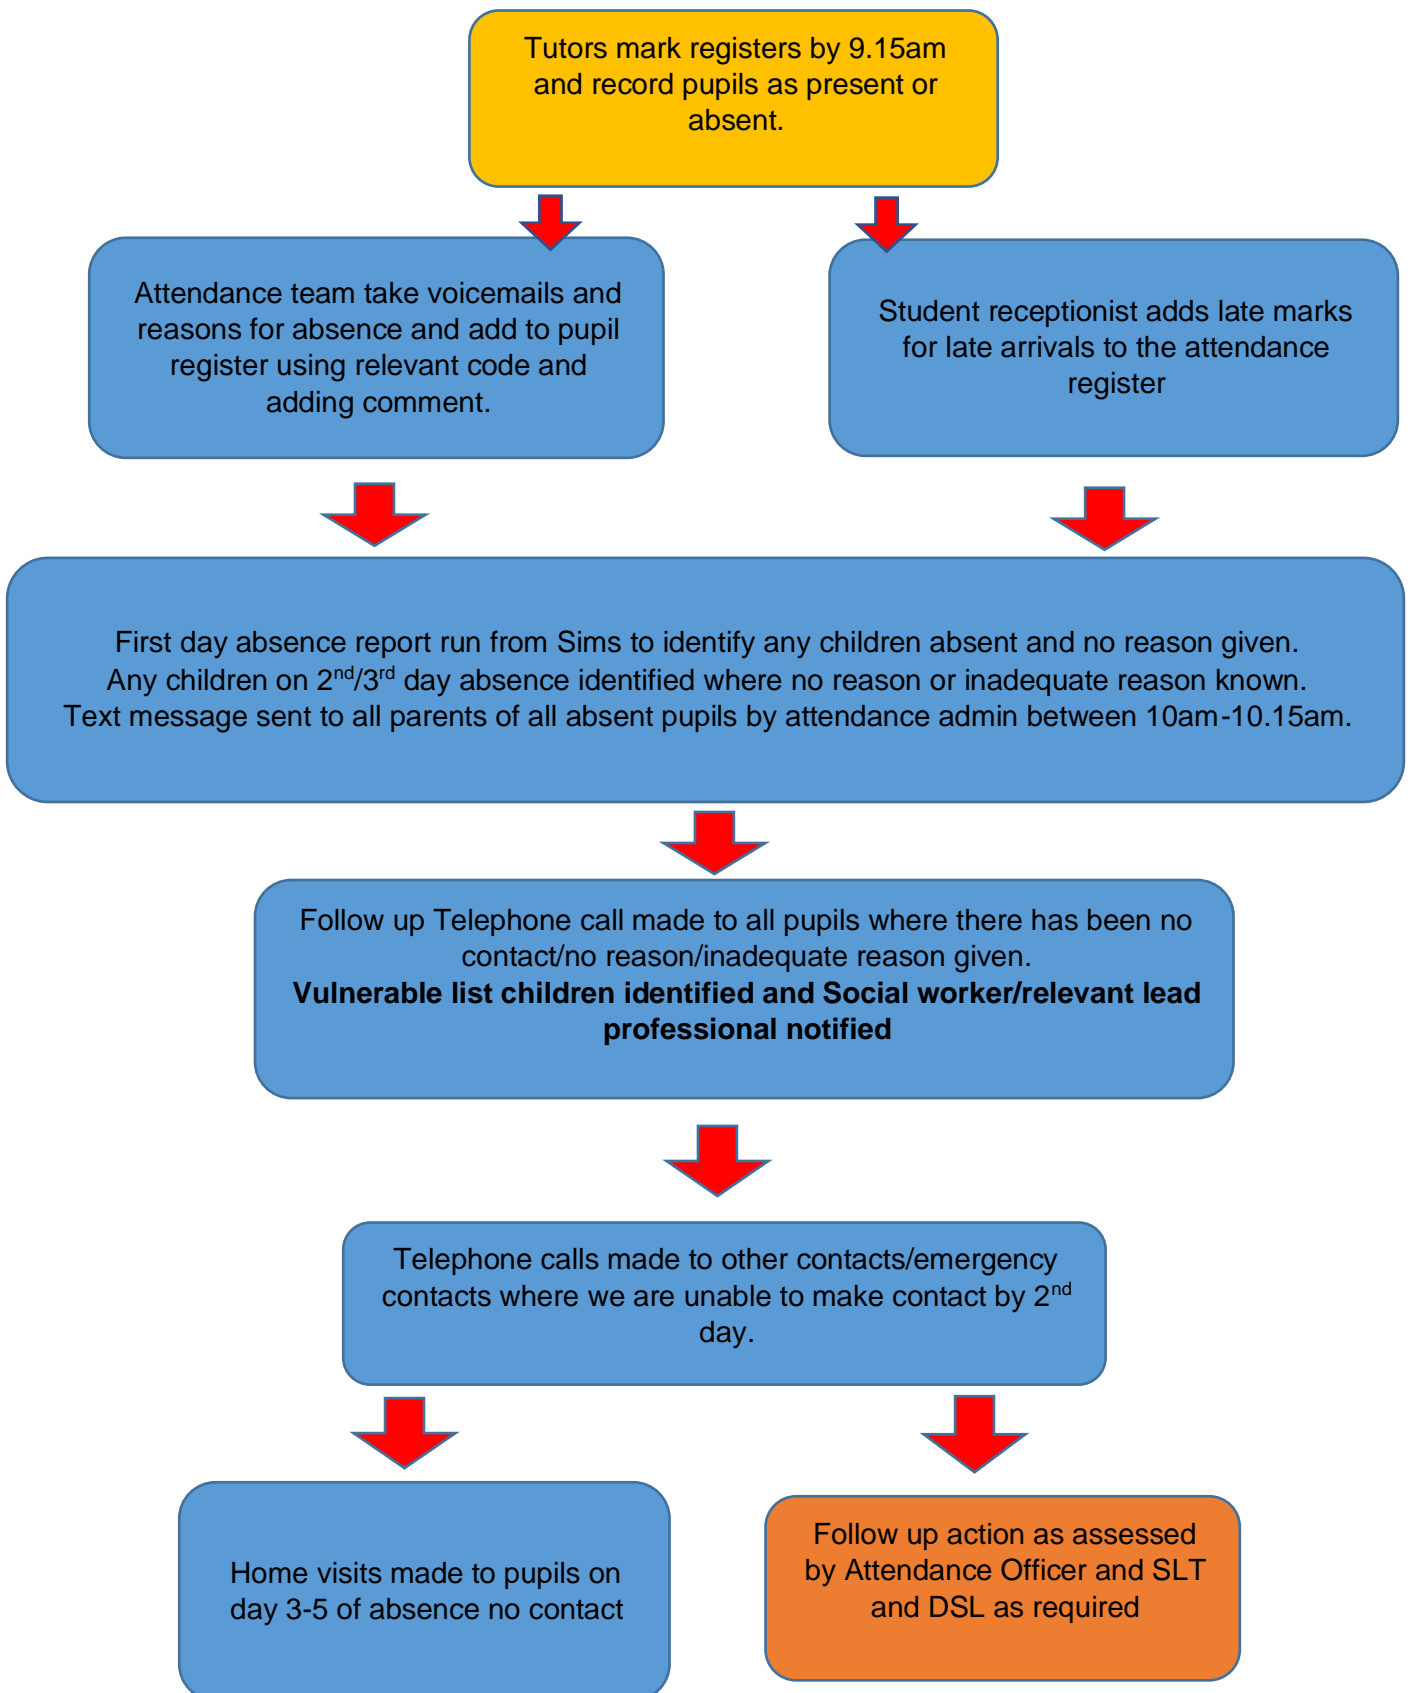 Tutors mark registers by 9.15am
and record pupils as present or
absent.
Attendance team take voicemails and
reasons for absence and add to pupil
register using relevant code and
adding comment.
Student receptionist adds late marks
for late arrivals to the attendance
register
First day absence report run from Sims to identify any children absent and no reason given.
Any children on 2nd/3rd day absence identified where no reason or inadequate reason known.
Text message sent to all parents of all absent pupils by attendance admin between 10am-10.15am.
Follow up Telephone call made to all pupils where there has been no
contact/no reason/inadequate reason given.
Vulnerable list children identified and Social worker/relevant lead
professional notified
Telephone calls made to other contacts/emergency
contacts where we are unable to make contact by 2nd
day.
Home visits made to pupils on
day 3-5 of absence no contact
Follow up action as assessed
by Attendance Officer and SLT
and DSL as required